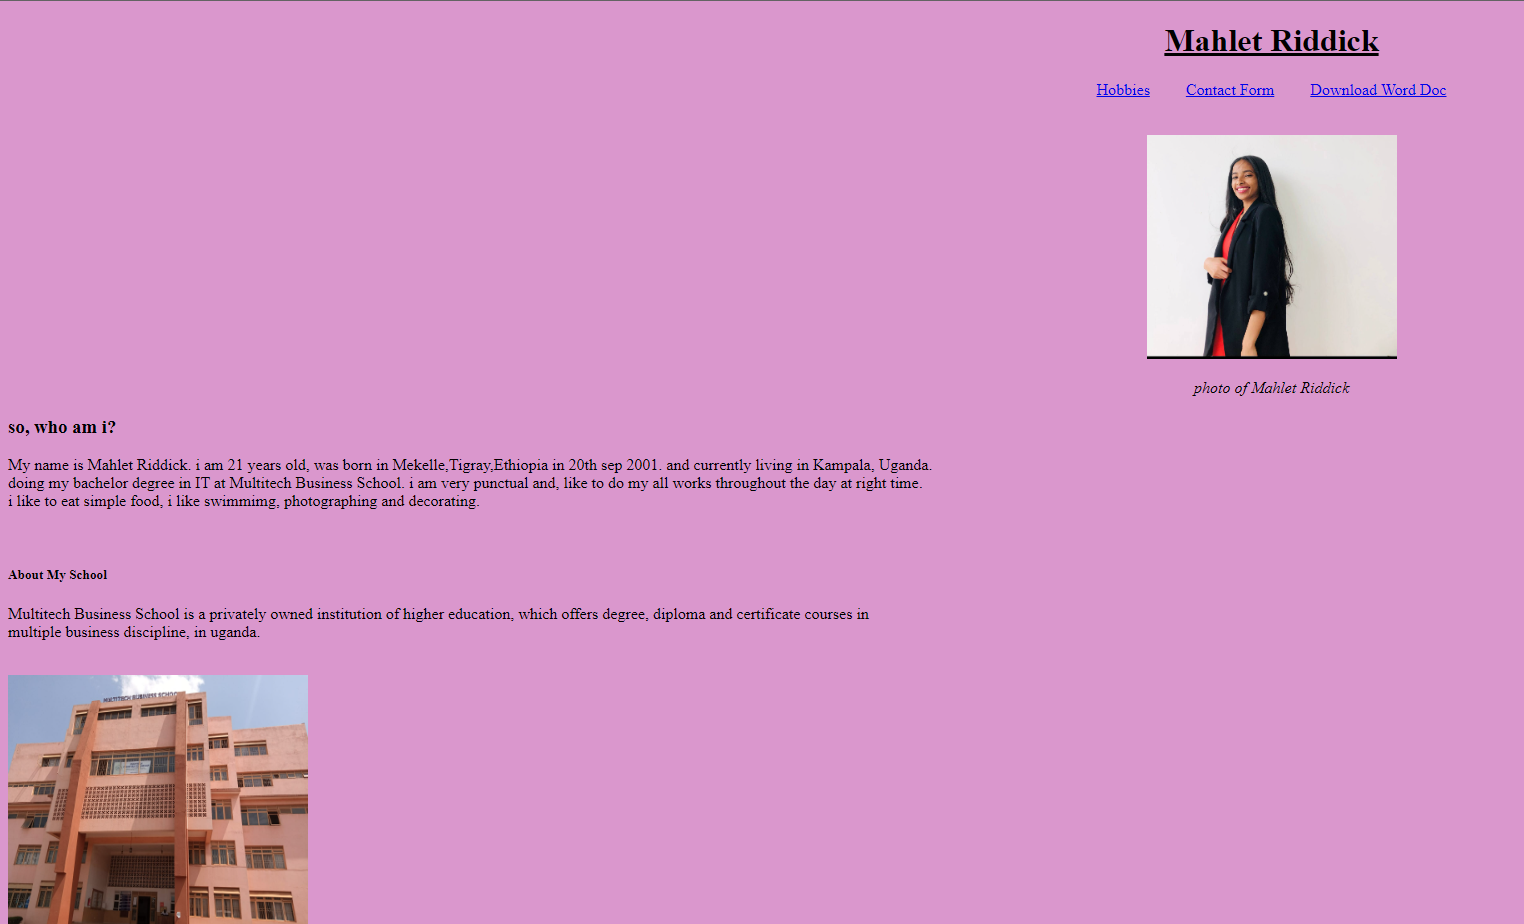 Mahlet Riddick
Hobbies Contact Form Download Word Doc
photo of Mahlet Riddick
so, who am i?
My name is Mahlet Riddick. i am 21 years old, was born in Mekelle,Tigray,Ethiopia in 20th sep 2001. and currently living in Kampala, Uganda.
doing my bachelor degree in IT at Multitech Business School. i am very punctual and, like to do my all works throughout the day at right time.
i like to eat simple food, i like swimmimg, photographing and decorating.
About My School
Multitech Business School is a privately owned institution of higher education, which offers degree, diploma and certificate courses in
multiple business discipline, in uganda.
MULTITECH BUSINESS SCHOOL